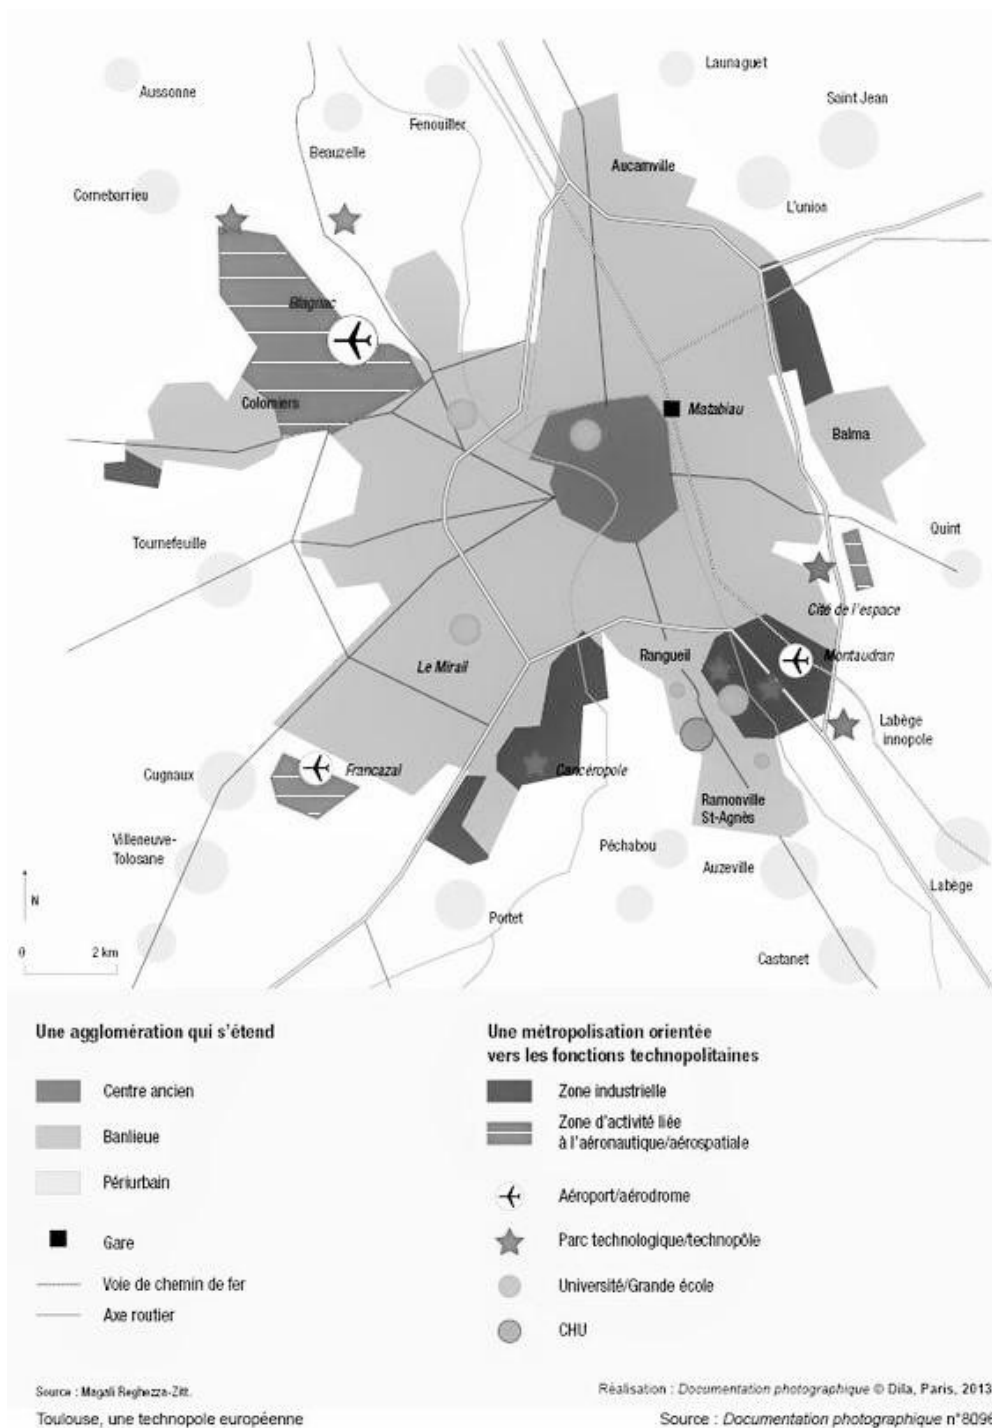 Launaguet
Aussonne
Saint Jean
Fenouiller
Beauzelle
Aucamville
Cornebarrieu
L'union
Blagnac
Colomiers
Matabiau
Balma
Quint
Tournefeuille
Cité de l'espace
Rangueil
Montaudran
Le Mirail
Labège
innopole
Cugnaux
Francazal
Cancéropole
Ramonville
St-Agnès
Villeneuve-
Tolosane
Péchabou
Auzeville
Labège
N
Portet
0 2 km
Castanet
Une agglomération qui s'étend
Centre ancien
Banlieue
Périurbain
Gare
Voie de chemin de fer
Axe routier
Une métropolisation orientée
vers les fonctions technopolitaines
Zone industrielle
Zone d'activité liée
à l'aéronautique/aérospatiale
Aéroport/aérodrome
Parc technologique/technopôle
Université/Grande école
CHU
Source : Magali Reghezza-Zitt.
Réalisation : Documentation photographique © Dila, Paris, 2013
Toulouse, une technopole européenne
Source : Documentation photographique n°8096